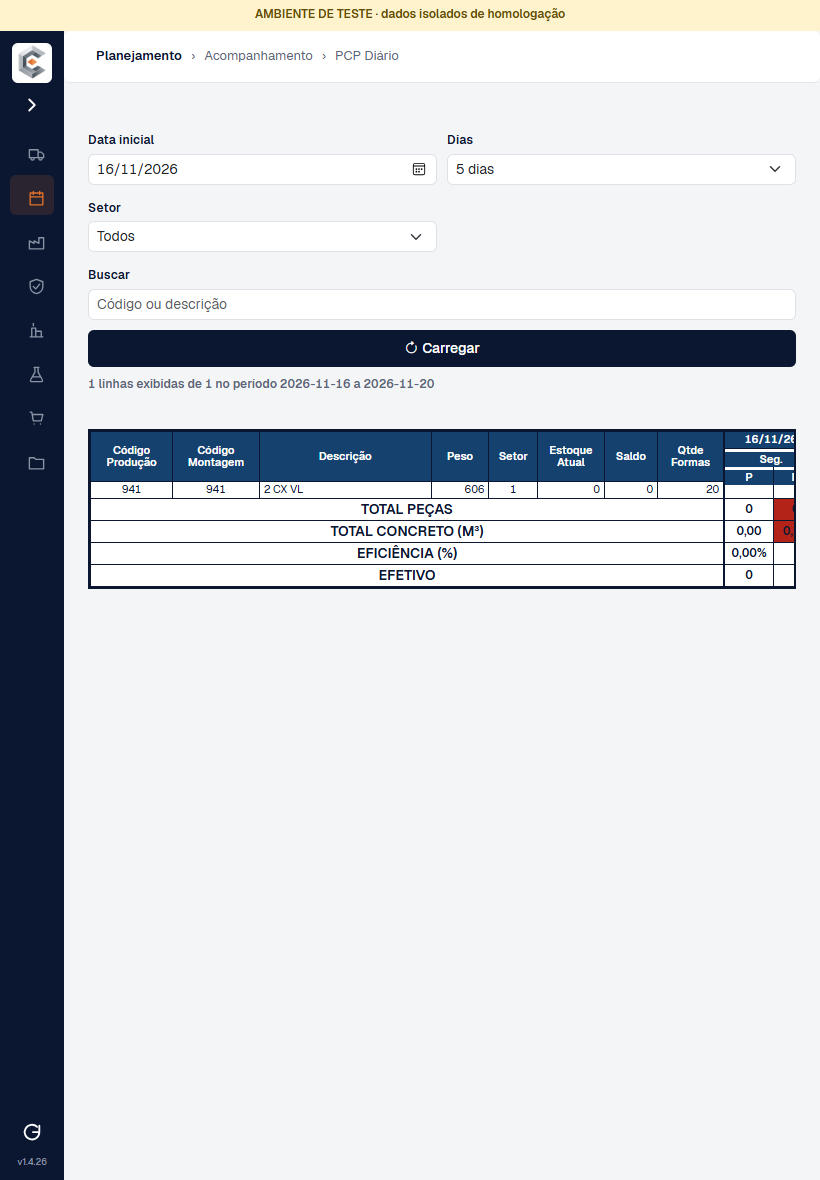 AMBIENTE DE TESTE · dados isolados de homologação
Planejamento › Acompanhamento › PCP Diário
Data inicial
16/11/2026
Dias
5 dias
Setor
Todos
Buscar
Código ou descrição
Carregar
1 linhas exibidas de 1 no período 2026-11-16 a 2026-11-20
Código Produção Código Montagem Descrição Peso Setor Estoque Atual Saldo Qtde Formas 16/11/26
Seg.
P
941 941 2 CX VL 606 1 0 0 20
TOTAL PEÇAS 0
TOTAL CONCRETO (M³) 0,00 0,
EFICIÊNCIA (%) 0,00%
EFETIVO 0
v1.4.26